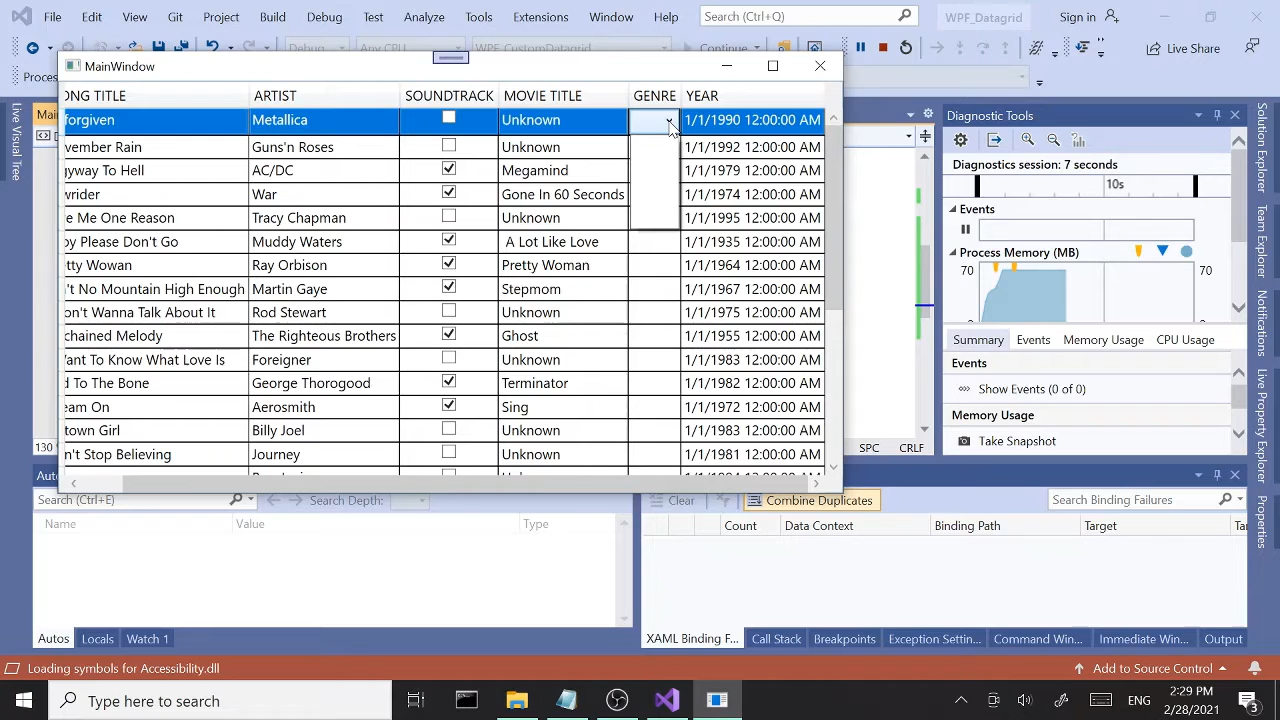 File Edit View Git Project Build Debug Test Analyze Tools Extensions Window Help Search (Ctrl+Q) WPF_Datagrid Sign in
Debug Any CPU WPF_CustomDatagrid Continue Live Share
MainWindow
ONG TITLE ARTIST SOUNDTRACK MOVIE TITLE GENRE YEAR
forgiven Metallica Unknown 1/1/1990 12:00:00 AM
vember Rain Guns'n Roses Unknown 1/1/1992 12:00:00 AM
gyway To Hell AC/DC Megamind 1/1/1979 12:00:00 AM
wrider War Gone In 60 Seconds 1/1/1974 12:00:00 AM
e Me One Reason Tracy Chapman Unknown 1/1/1995 12:00:00 AM
by Please Don't Go Muddy Waters A Lot Like Love 1/1/1935 12:00:00 AM
etty Wowan Ray Orbison Pretty Woman 1/1/1964 12:00:00 AM
't No Mountain High Enough Martin Gaye Stepmom 1/1/1967 12:00:00 AM
on't Wanna Talk About It Rod Stewart Unknown 1/1/1975 12:00:00 AM
chained Melody The Righteous Brothers Ghost 1/1/1955 12:00:00 AM
ant To Know What Love Is Foreigner Unknown 1/1/1983 12:00:00 AM
d To The Bone George Thorogood Terminator 1/1/1982 12:00:00 AM
eam On Aerosmith Sing 1/1/1972 12:00:00 AM
town Girl Billy Joel Unknown 1/1/1983 12:00:00 AM
n't Stop Believing Journey Unknown 1/1/1981 12:00:00 AM
Live Visual Tree
130
SPC CRLF
Diagnostic Tools
Diagnostics session: 7 seconds
10s
Events
Process Memory (MB)
70 70
0 0
Summary Events Memory Usage CPU Usage
Events
Show Events (0 of 0)
Memory Usage
Take Snapshot
Solution Explorer
Team Explorer
Notifications
Live Property Explorer
Properties
Search (Ctrl+E) Search Depth:
Name Value Type
Autos Locals Watch 1
Clear Combine Duplicates Search Binding Failures
Count Data Context Binding Path Target
XAML Binding F... Call Stack Breakpoints Exception Settin... Command Win... Immediate Win... Output
Loading symbols for Accessibility.dll Add to Source Control
Type here to search
ENG
2/28/2021
3